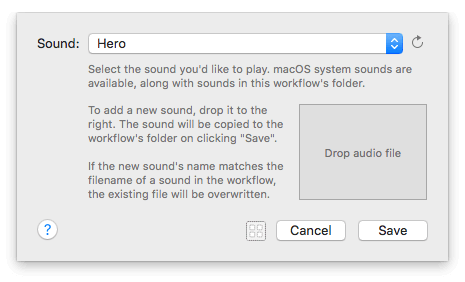 Sound: Hero
Select the sound you'd like to play. macOS system sounds are
available, along with sounds in this workflow's folder.
To add a new sound, drop it to the
right. The sound will be copied to the
workflow's folder on clicking "Save".
Drop audio file
If the new sound's name matches the
filename of a sound in the workflow,
the existing file will be overwritten.
? Cancel Save